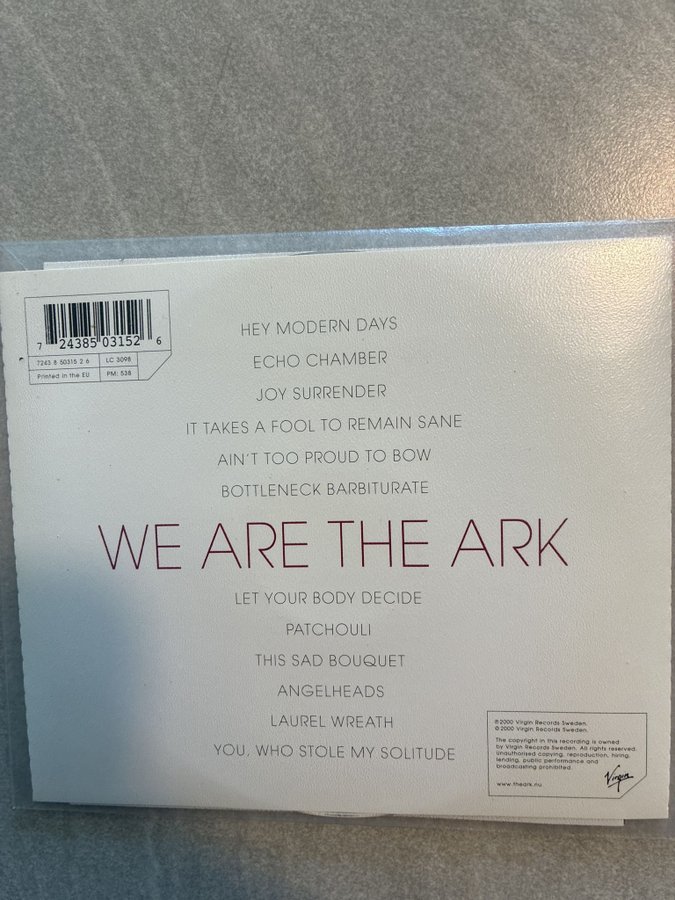 7 24385 03152 6
7243 8 50315 2 6 LC 3098
Printed in the EU PM: 538
HEY MODERN DAYS
ECHO CHAMBER
JOY SURRENDER
IT TAKES A FOOL TO REMAIN SANE
AIN'T TOO PROUD TO BOW
BOTTLENECK BARBITURATE
WE ARE THE ARK
LET YOUR BODY DECIDE
PATCHOULI
THIS SAD BOUQUET
ANGELHEADS
LAUREL WREATH
YOU, WHO STOLE MY SOLITUDE
℗ 2000 Virgin Records Sweden.
© 2000 Virgin Records Sweden.
The copyright in this recording is owned
by Virgin Records Sweden. All rights reserved.
Unauthorised copying, reproduction, hiring,
lending, public performance and
broadcasting prohibited.
www.theark.nu
Virgin